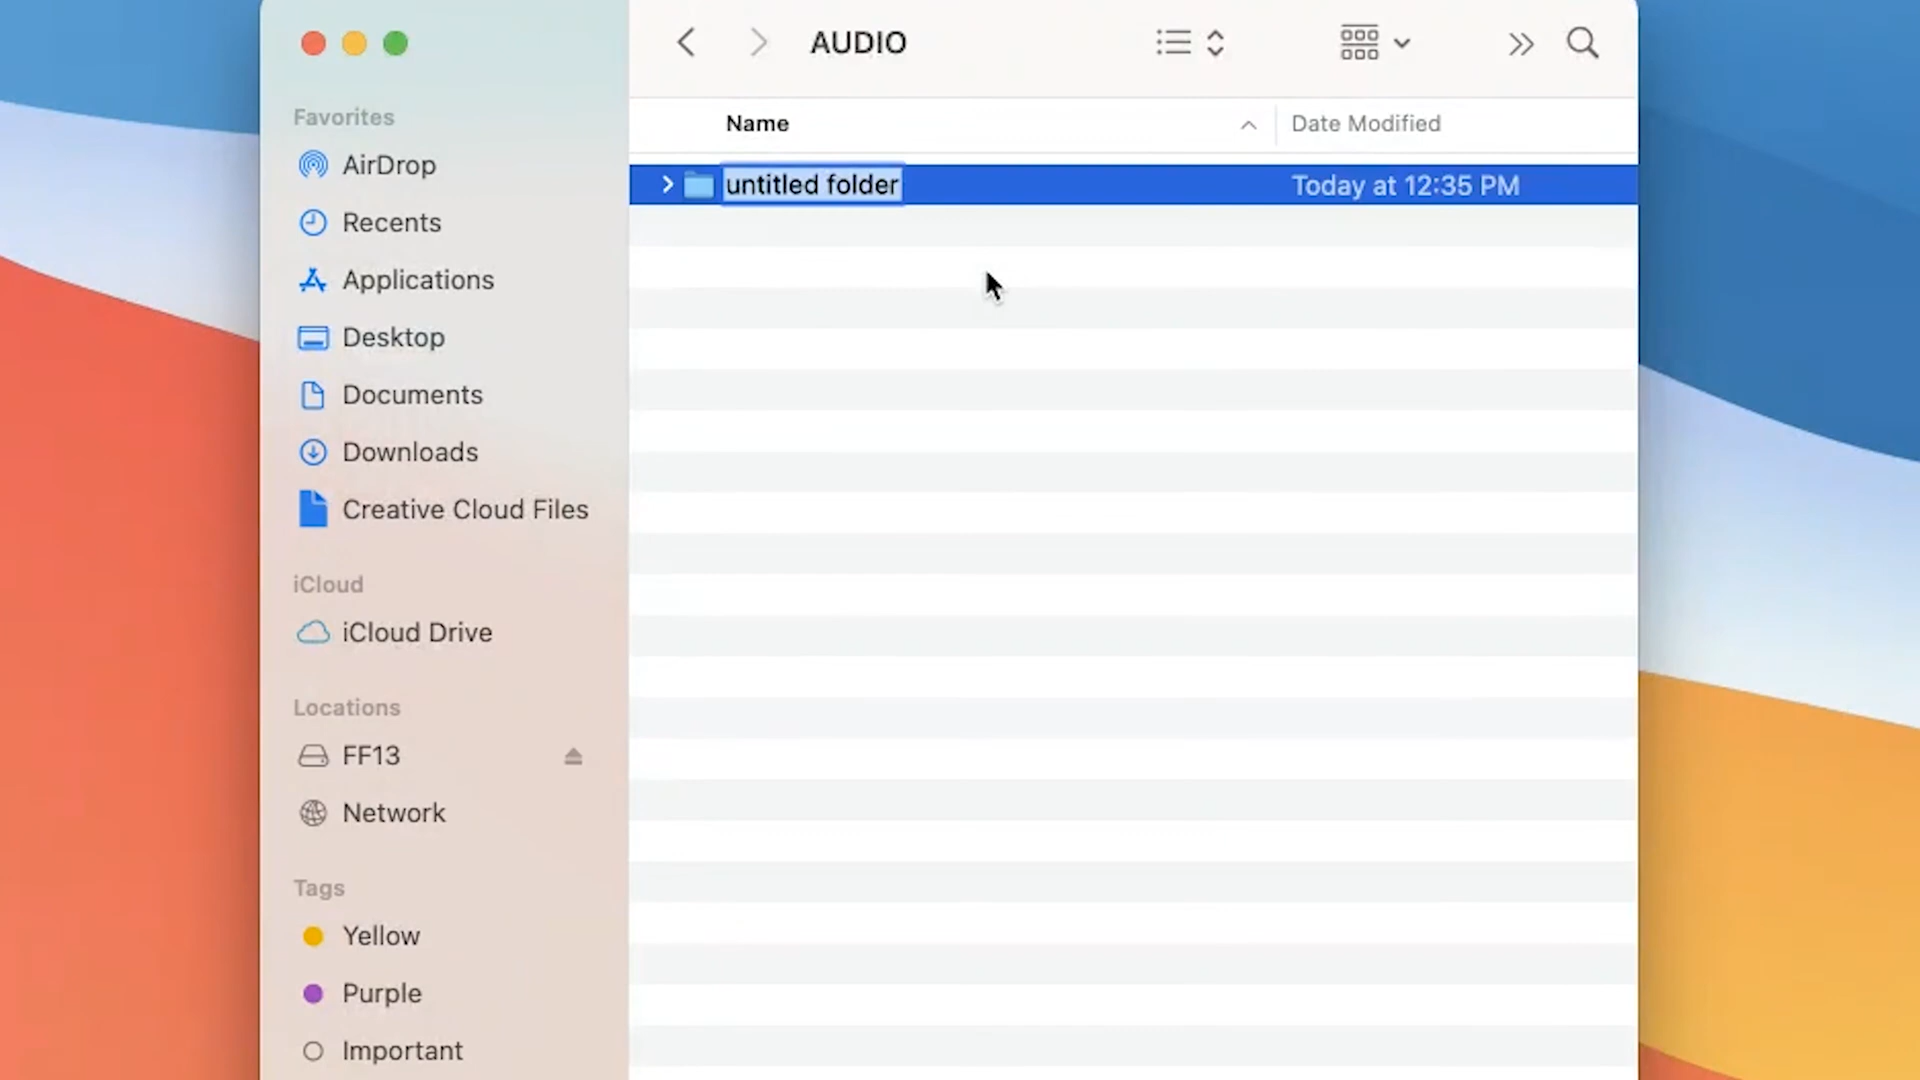 AUDIO
Favorites
AirDrop
Recents
Applications
Desktop
Documents
Downloads
Creative Cloud Files
iCloud
iCloud Drive
Locations
FF13
Network
Tags
Yellow
Purple
Important
Name Date Modified
untitled folder Today at 12:35 PM